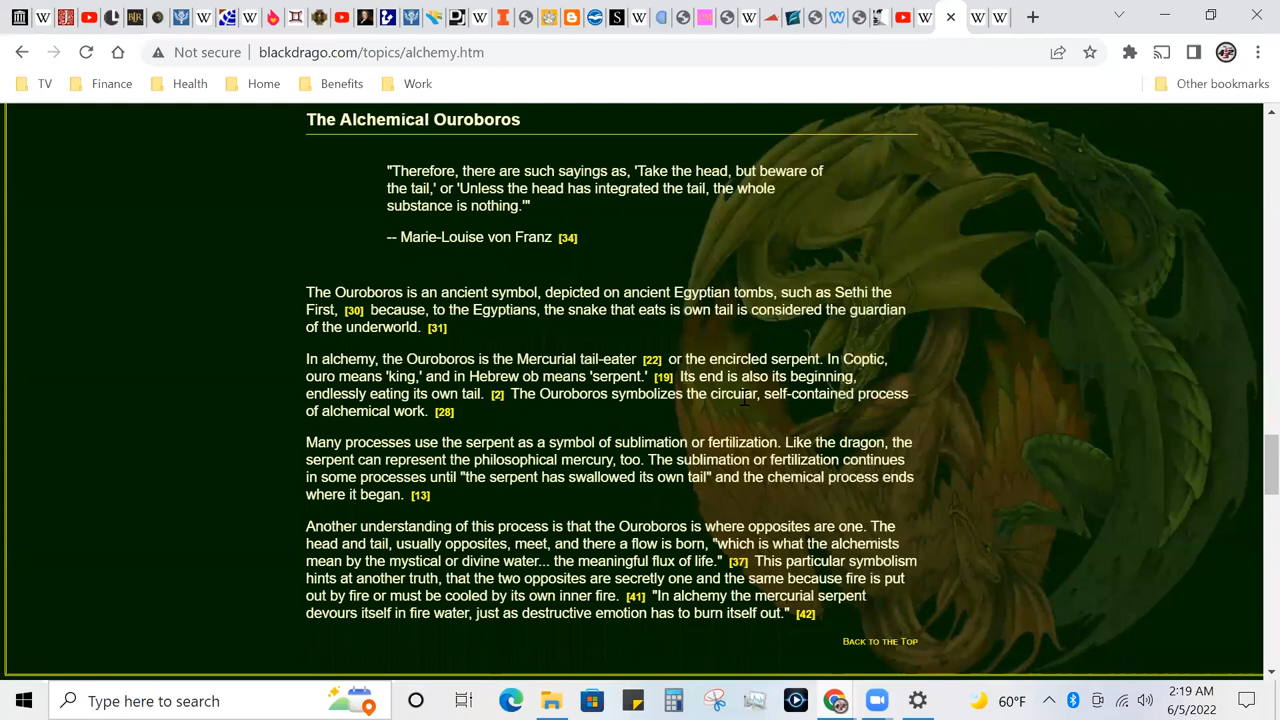 Not secure
blackdrago.com/topics/alchemy.htm
TV
Finance
Health
Home
Benefits
Work
Other bookmarks
The Alchemical Ouroboros
"Therefore, there are such sayings as, 'Take the head, but beware of
the tail,' or 'Unless the head has integrated the tail, the whole
substance is nothing.'"
-- Marie-Louise von Franz [34]
The Ouroboros is an ancient symbol, depicted on ancient Egyptian tombs, such as Sethi the
First, [30] because, to the Egyptians, the snake that eats is own tail is considered the guardian
of the underworld. [31]
In alchemy, the Ouroboros is the Mercurial tail-eater [22] or the encircled serpent. In Coptic,
ouro means 'king,' and in Hebrew ob means 'serpent.' [19] Its end is also its beginning,
endlessly eating its own tail. [2] The Ouroboros symbolizes the circular, self-contained process
of alchemical work. [28]
Many processes use the serpent as a symbol of sublimation or fertilization. Like the dragon, the
serpent can represent the philosophical mercury, too. The sublimation or fertilization continues
in some processes until "the serpent has swallowed its own tail" and the chemical process ends
where it began. [13]
Another understanding of this process is that the Ouroboros is where opposites are one. The
head and tail, usually opposites, meet, and there a flow is born, "which is what the alchemists
mean by the mystical or divine water... the meaningful flux of life." [37] This particular symbolism
hints at another truth, that the two opposites are secretly one and the same because fire is put
out by fire or must be cooled by its own inner fire. [41] "In alchemy the mercurial serpent
devours itself in fire water, just as destructive emotion has to burn itself out." [42]
BACK TO THE TOP
Type here to search
60°F
2:19 AM
6/5/2022